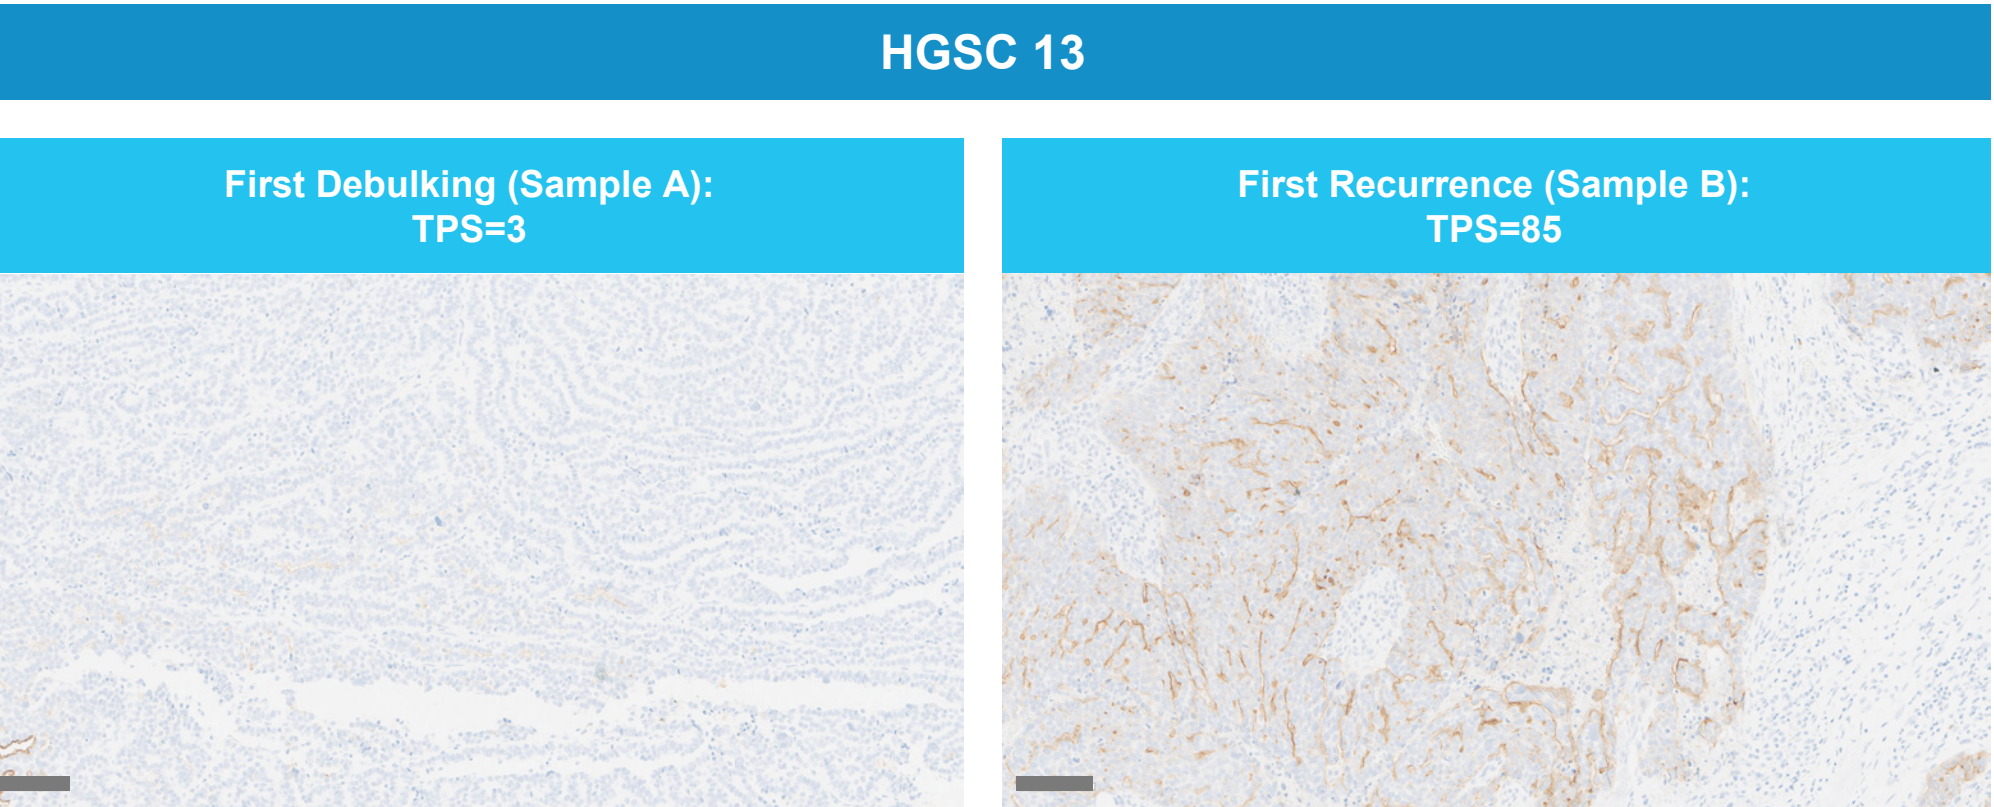 HGSC 13
First Debulking (Sample A):
TPS=3
First Recurrence (Sample B):
TPS=85